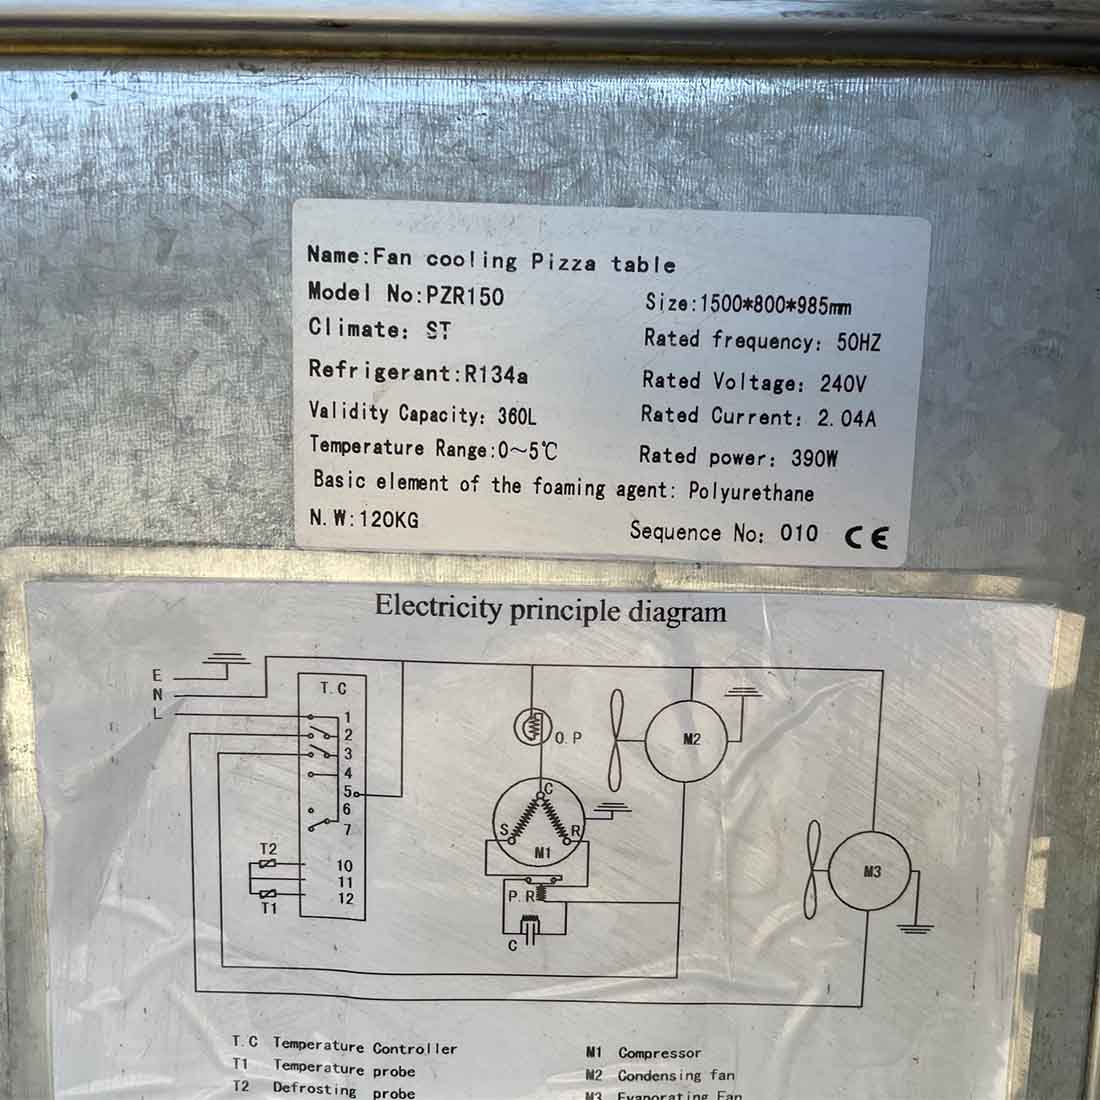 Name:Fan cooling Pizza table
Model No:PZR150
Size:1500*800*985mm
Climate: ST
Rated frequency: 50HZ
Refrigerant:R134a
Rated Voltage: 240V
Validity Capacity: 360L
Rated Current: 2.04A
Temperature Range:0~5℃
Rated power: 390W
Basic element of the foaming agent: Polyurethane
N.W:120KG
Sequence No: 010 CE
Electricity principle diagram
E
N
L
T.C
1
2
3
4
5
6
7
10
11
12
T2
T1
O.P
C
S
R
M1
P.R
C
M2
M3
T.C Temperature Controller
T1 Temperature probe
T2 Defrosting probe
M1 Compressor
M2 Condensing fan
M3 Evaporating Fan